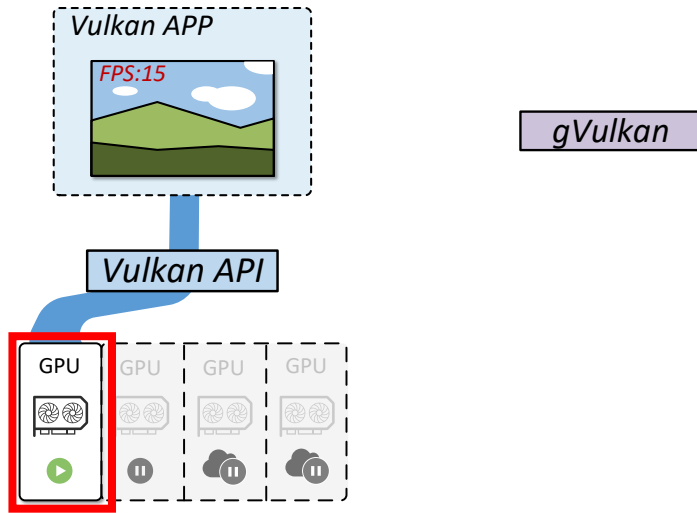 Vulkan APP
FPS:15
gVulkan
Vulkan API
GPU GPU GPU GPU